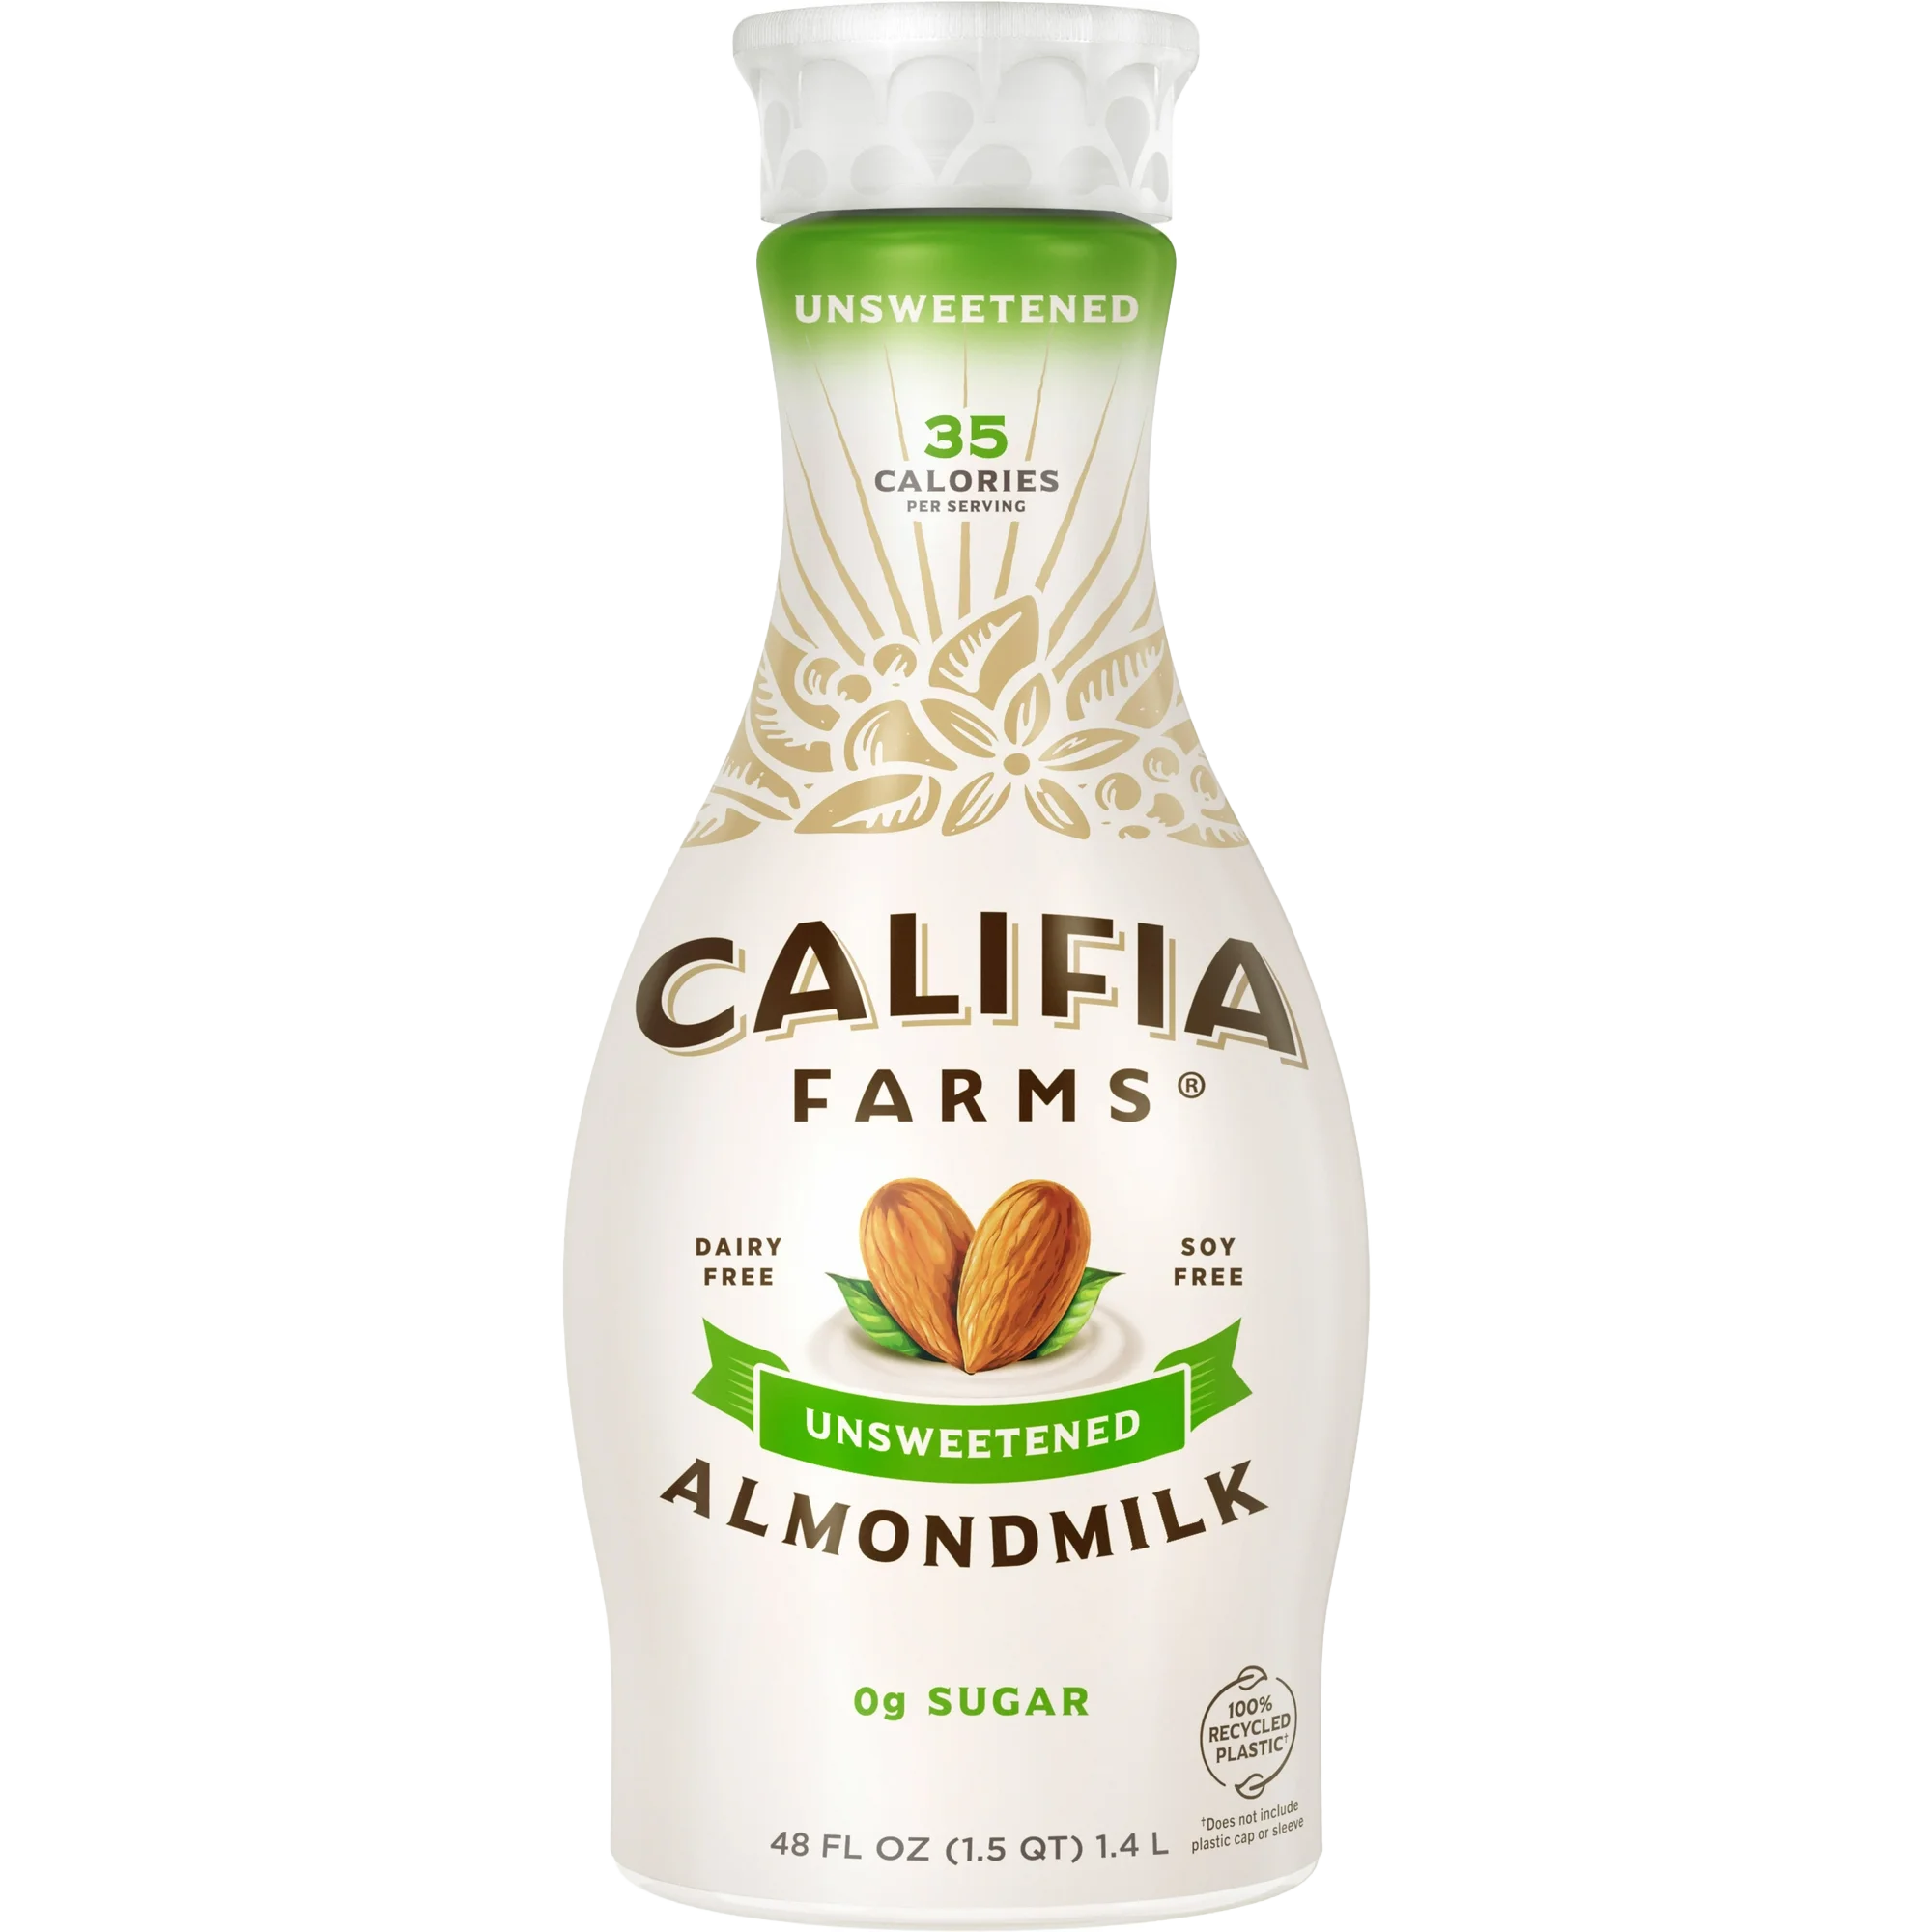 UNSWEETENED
35
CALORIES
PER SERVING
CALIFIA
FARMS®
DAIRY
FREE
SOY
FREE
UNSWEETENED
ALMONDMILK
0g SUGAR
100%
RECYCLED
PLASTIC†
†Does not include
plastic cap or sleeve
48 FL OZ (1.5 QT) 1.4 L